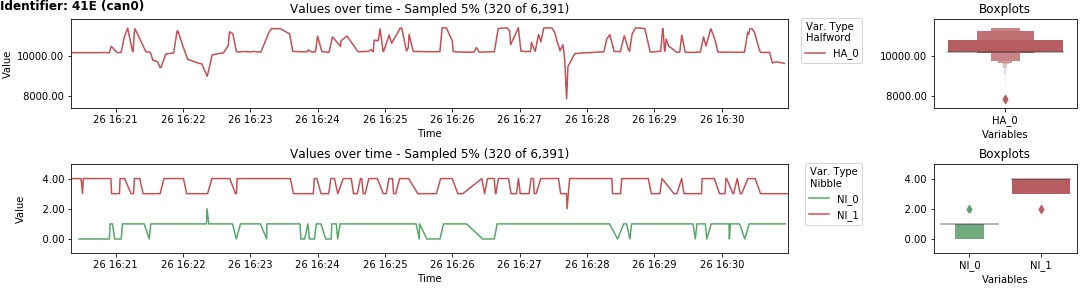 Identifier: 41E (can0)
Values over time - Sampled 5% (320 of 6,391)
Boxplots
Value
10000.00
8000.00
26 16:21 26 16:22 26 16:23 26 16:24 26 16:25 26 16:26 26 16:27 26 16:28 26 16:29 26 16:30
Time
Var. Type
Halfword
HA_0
10000.00
8000.00
HA_0
Variables
Values over time - Sampled 5% (320 of 6,391)
Boxplots
Value
4.00
2.00
0.00
26 16:21 26 16:22 26 16:23 26 16:24 26 16:25 26 16:26 26 16:27 26 16:28 26 16:29 26 16:30
Time
Var. Type
Nibble
NI_0
NI_1
4.00
2.00
0.00
NI_0 NI_1
Variables